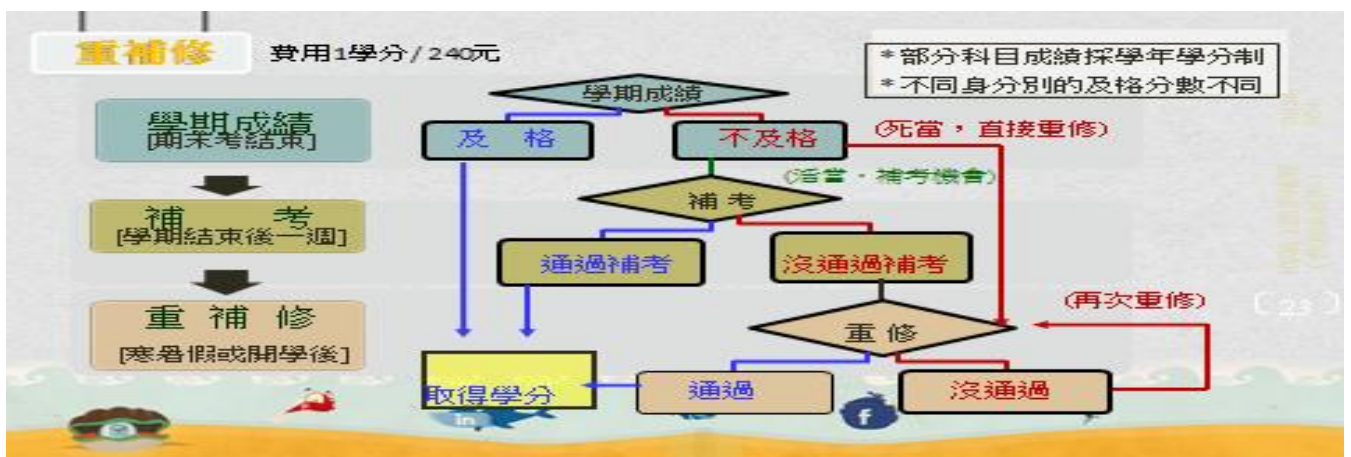 重補修
費用1學分/240元
*部分科目成績採學年學分制
*不同身分別的及格分數不同
學期成績
[期末考結束]
補 考
[學期結束後一週]
重 補 修
[寒暑假或開學後]
學期成績
及 格
不及格
(死當，直接重修)
(活當，補考機會)
補考
通過補考
沒通過補考
(再次重修)
重修
取得學分
通過
沒通過
(23)
in
f